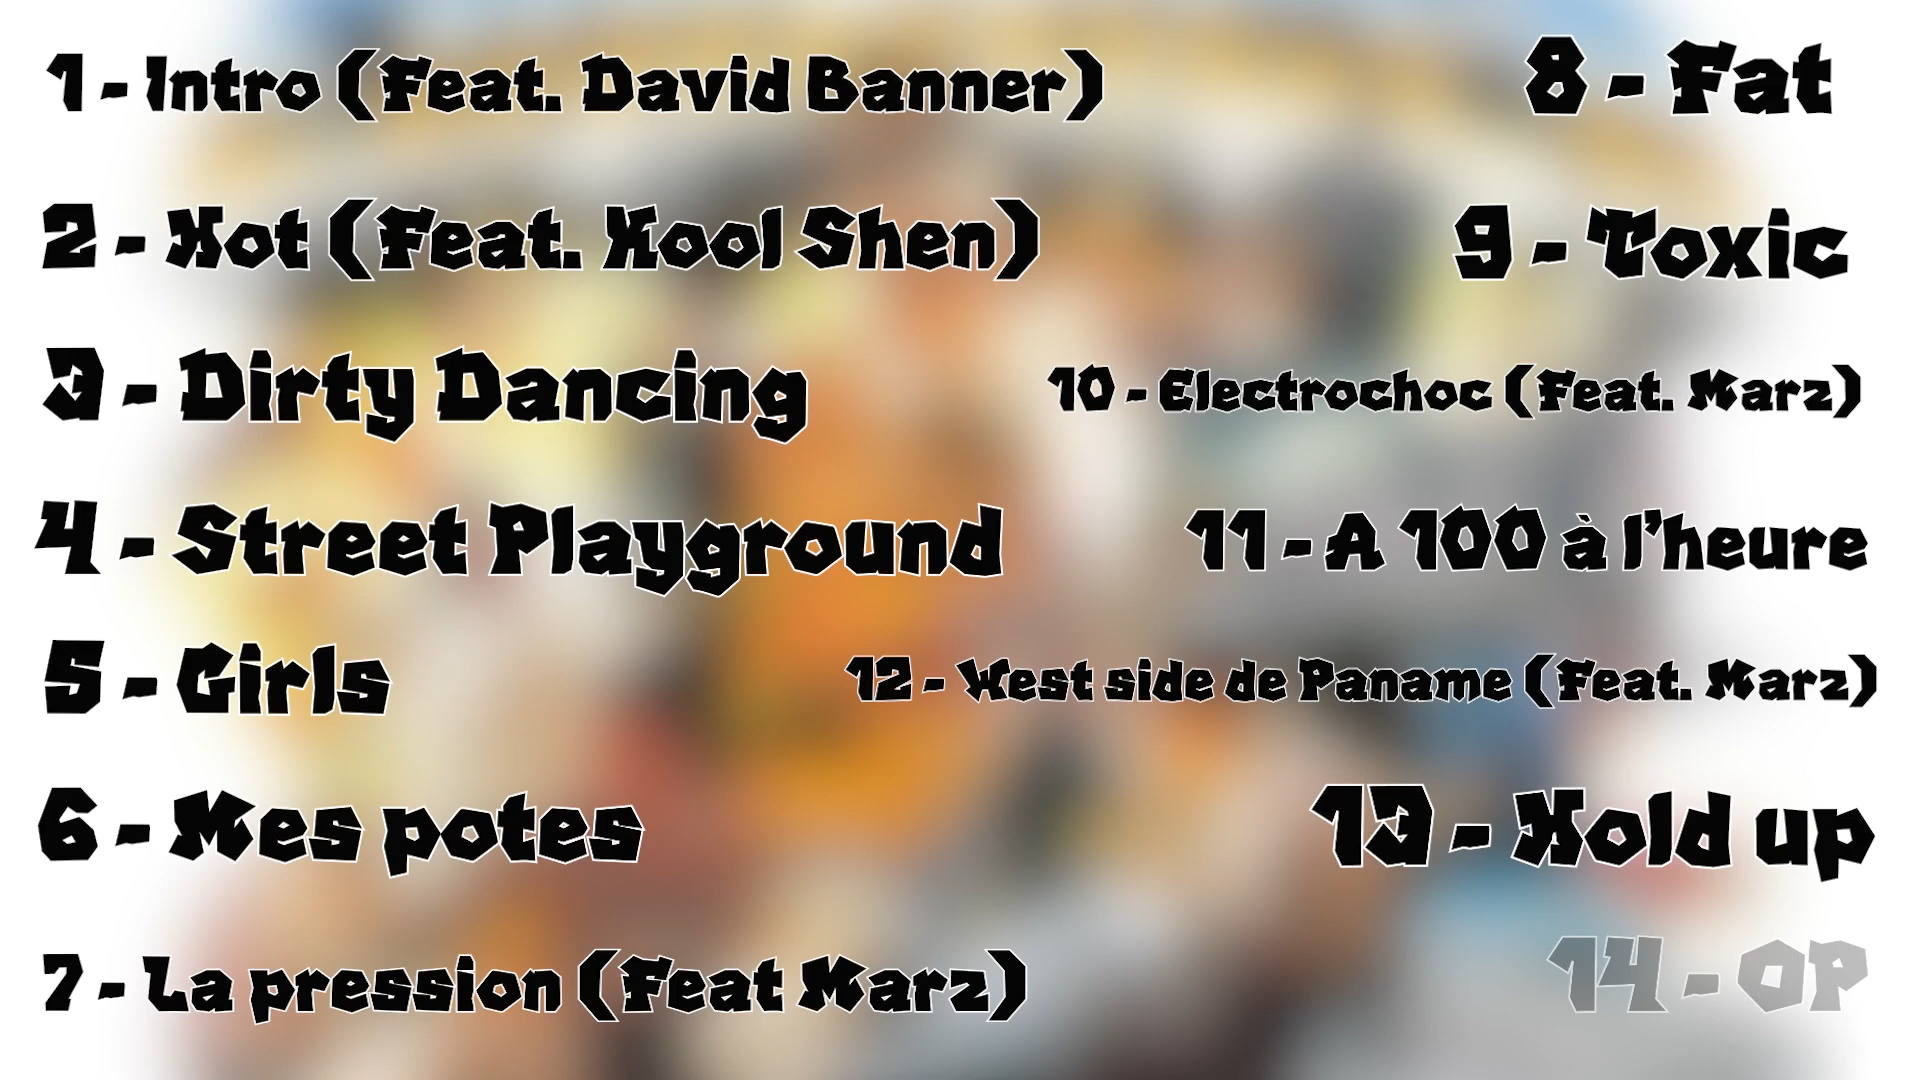 1 - Intro (Feat. David Banner)
2 - Hot (Feat. Kool Shen)
3 - Dirty Dancing
4 - Street Playground
5 - Girls
6 - Mes potes
7 - La pression (Feat Marz)
8 - Fat
9 - Toxic
10 - Electrochoc (Feat. Marz)
11 - A 100 à l'heure
12 - West side de Paname (Feat. Marz)
13 - Hold up
14 - OP